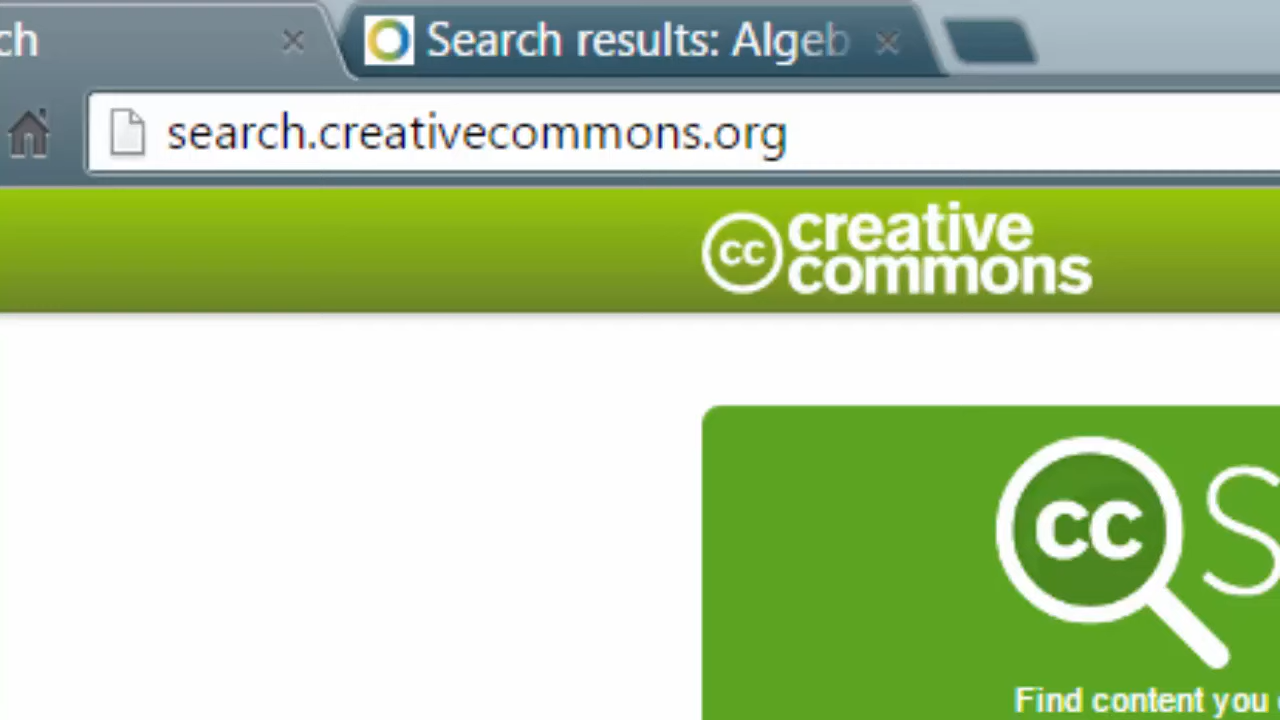 ch
Search results: Algeb
search.creativecommons.org
cc creative
commons
cc S
Find content you